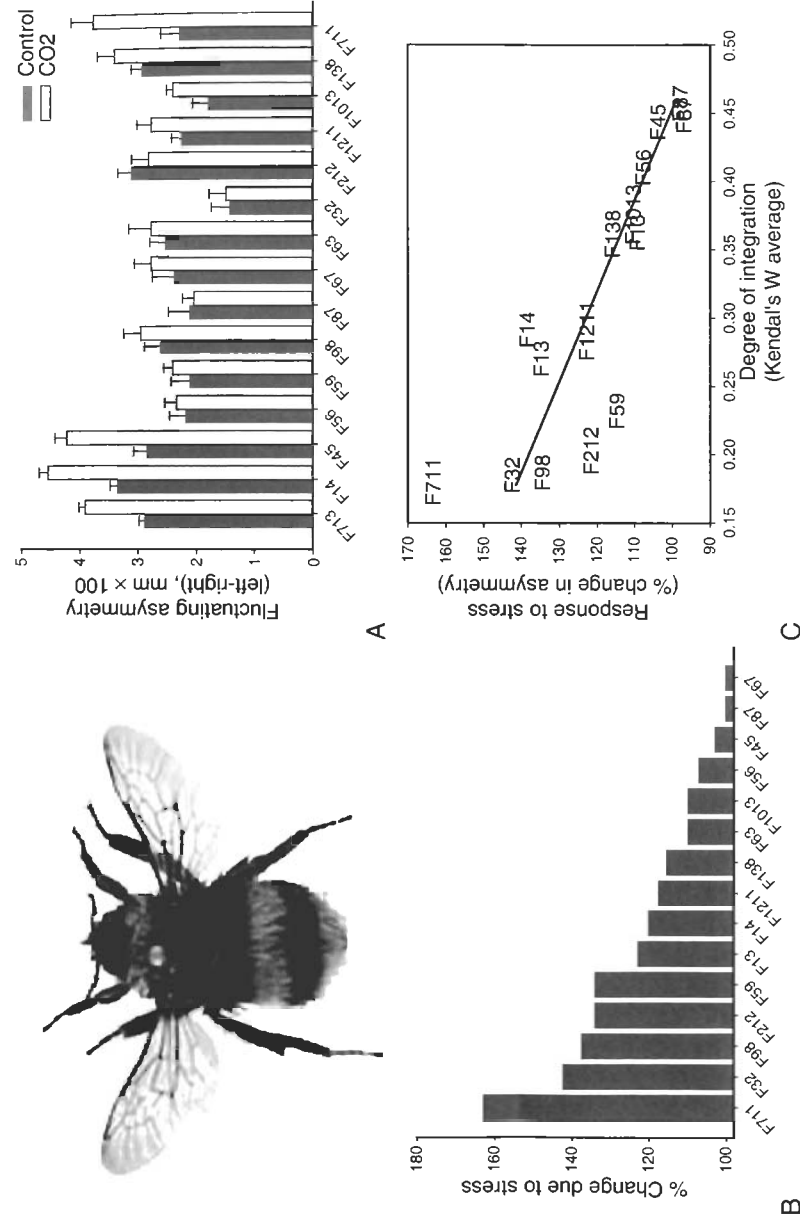 Control
CO2
5
4
3
2
1
0
Fluctuating asymmetry
(left-right), mm × 100
F713
F14
F45
F56
F59
F98
F87
F67
F63
F32
F212
F1211
F1013
F138
F711
A
180
160
140
120
100
% Change due to stress
F711
F32
F98
F212
F59
F13
F14
F1211
F138
F63
F1013
F56
F45
F87
F67
B
170
160
150
140
130
120
110
100
90
Response to stress
(% change in asymmetry)
F711
F32
F98
F212
F59
F13
F14
F1211
F138
F1013
F56
F45
F87
0.15
0.20
0.25
0.30
0.35
0.40
0.45
0.50
Degree of integration
(Kendal's W average)
C